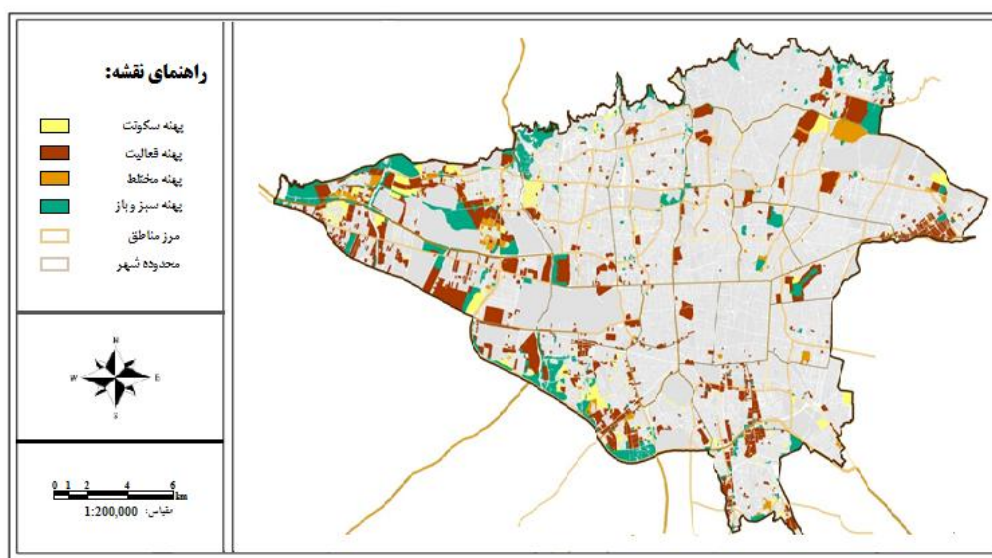 راهنمای نقشه:
پهنه سکونت
پهنه قعالیت
پهنه مختلط
پهنه سبز و باز
مرز مناطق
محدوده شهر
N
W E
S
0 1 2 4 6
km
مقیاس: 1:200,000